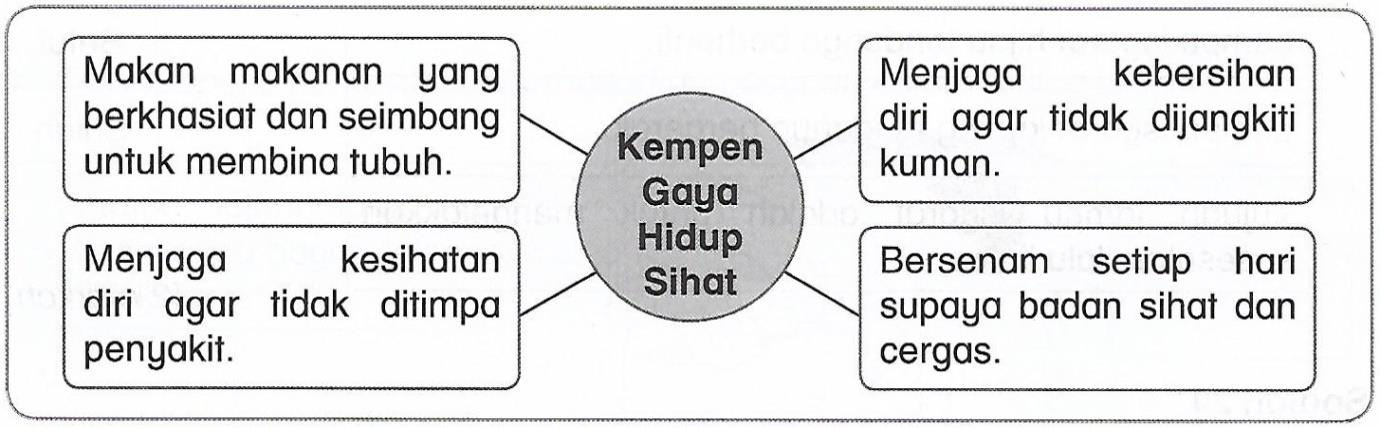 Makan makanan yang
berkhasiat dan seimbang
untuk membina tubuh.
Menjaga kebersihan
diri agar tidak dijangkiti
kuman.
Kempen
Gaya
Hidup
Sihat
Menjaga kesihatan
diri agar tidak ditimpa
penyakit.
Bersenam setiap hari
supaya badan sihat dan
cergas.